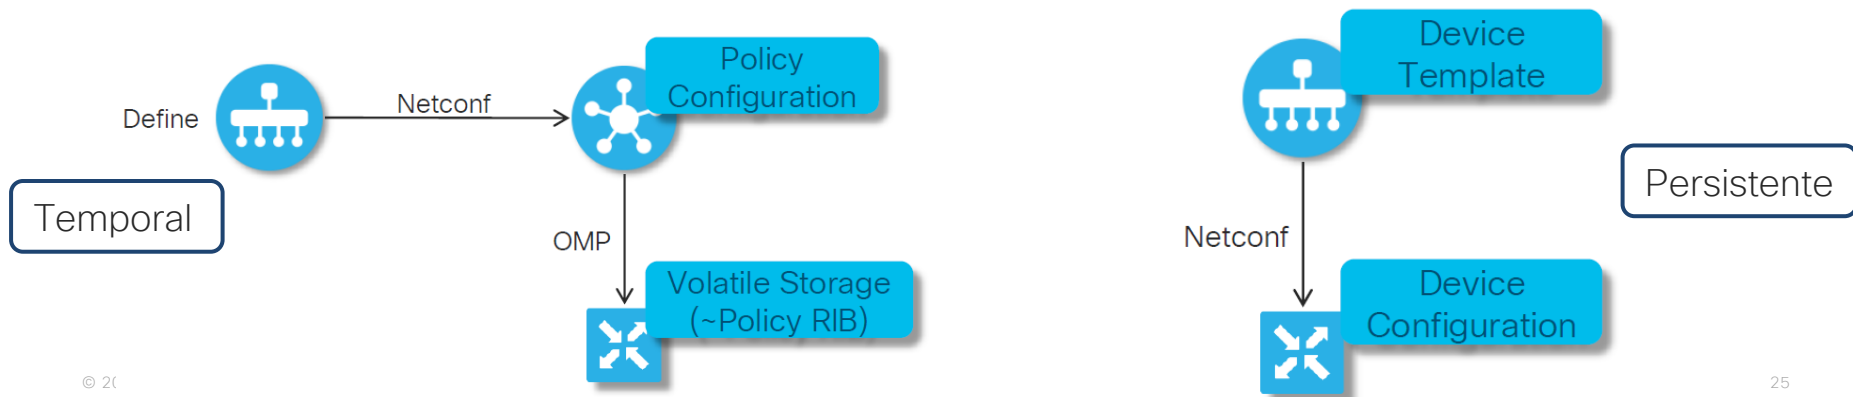 Define
Netconf
Policy
Configuration
Temporal
OMP
Volatile Storage
(~Policy RIB)
Device
Template
Netconf
Persistente
Device
Configuration
25